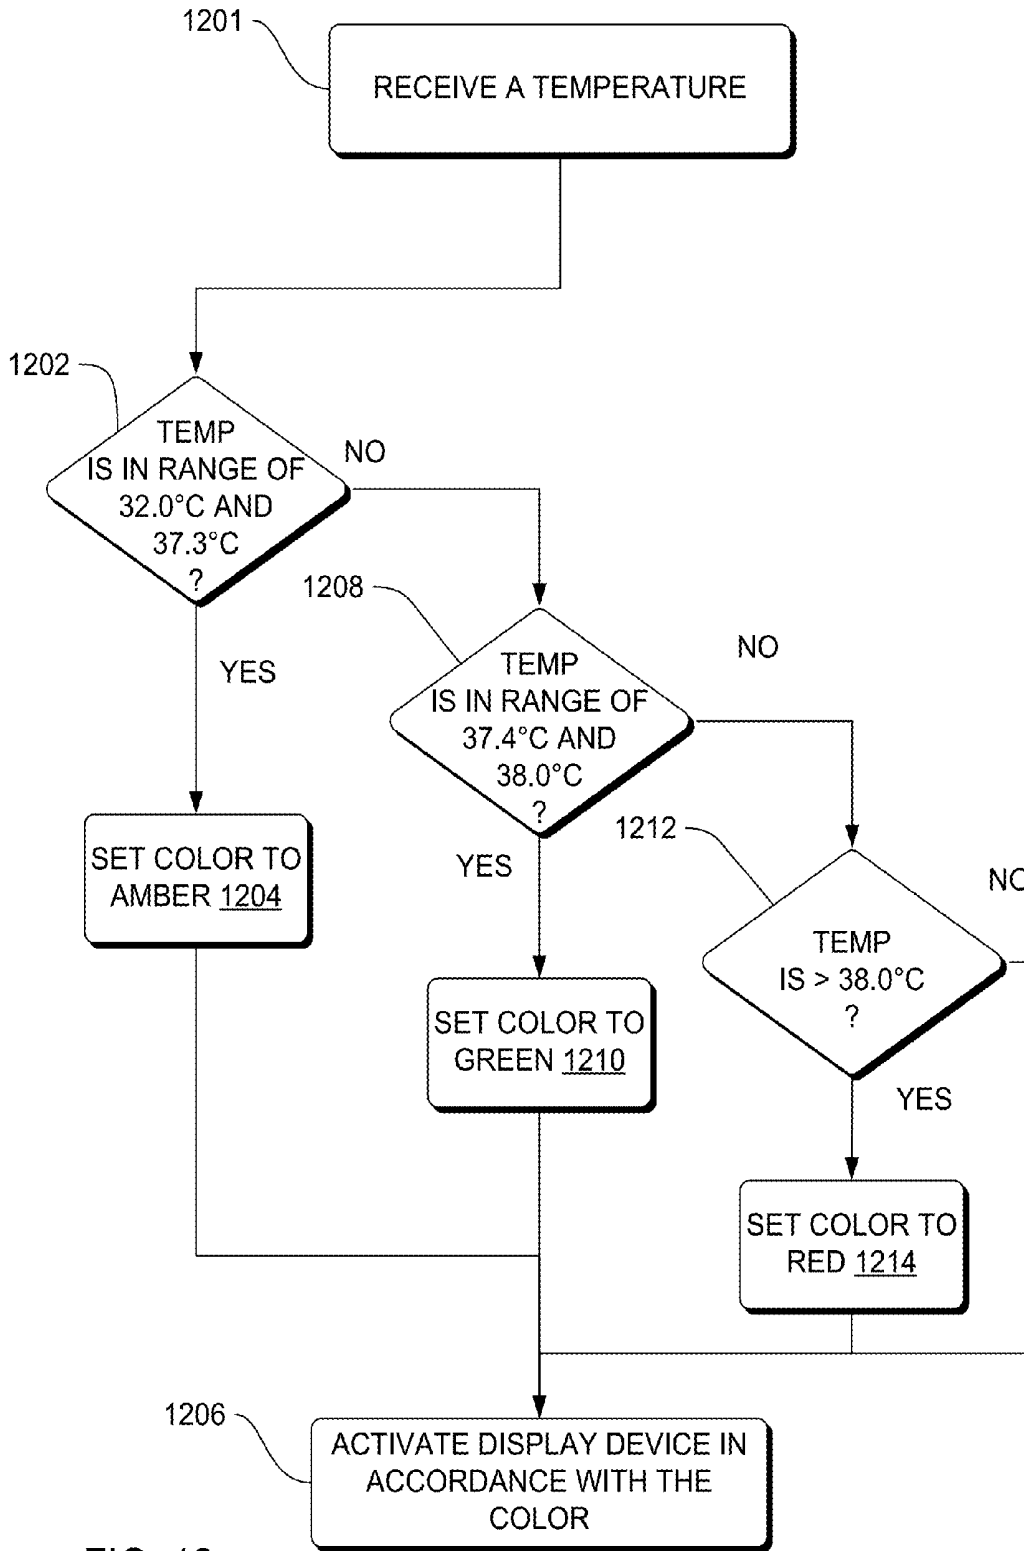 1201
RECEIVE A TEMPERATURE
1202
TEMP
IS IN RANGE OF
32.0°C AND
37.3°C
?
NO
YES
1208
TEMP
IS IN RANGE OF
37.4°C AND
38.0°C
?
NO
YES
SET COLOR TO
AMBER 1204
1212
TEMP
IS > 38.0°C
?
NO
YES
SET COLOR TO
GREEN 1210
SET COLOR TO
RED 1214
1206
ACTIVATE DISPLAY DEVICE IN
ACCORDANCE WITH THE
COLOR